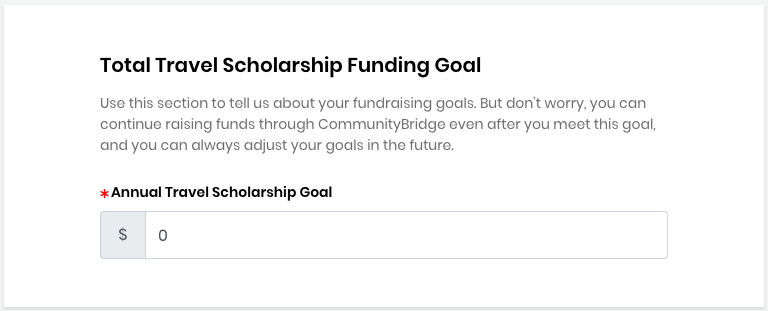 Total Travel Scholarship Funding Goal
Use this section to tell us about your fundraising goals. But don't worry, you can
continue raising funds through CommunityBridge even after you meet this goal,
and you can always adjust your goals in the future.
*Annual Travel Scholarship Goal
$ 0